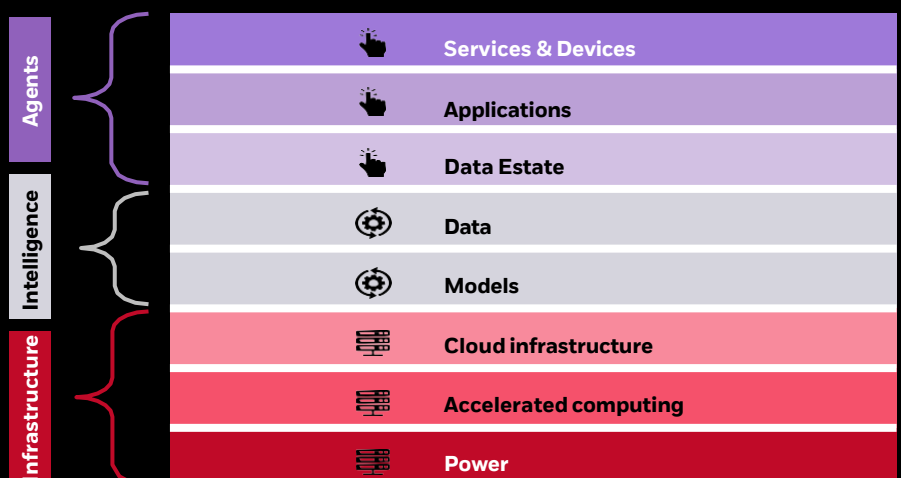 Agents
Services & Devices
Applications
Data Estate
Intelligence
Data
Models
Infrastructure
Cloud infrastructure
Accelerated computing
Power